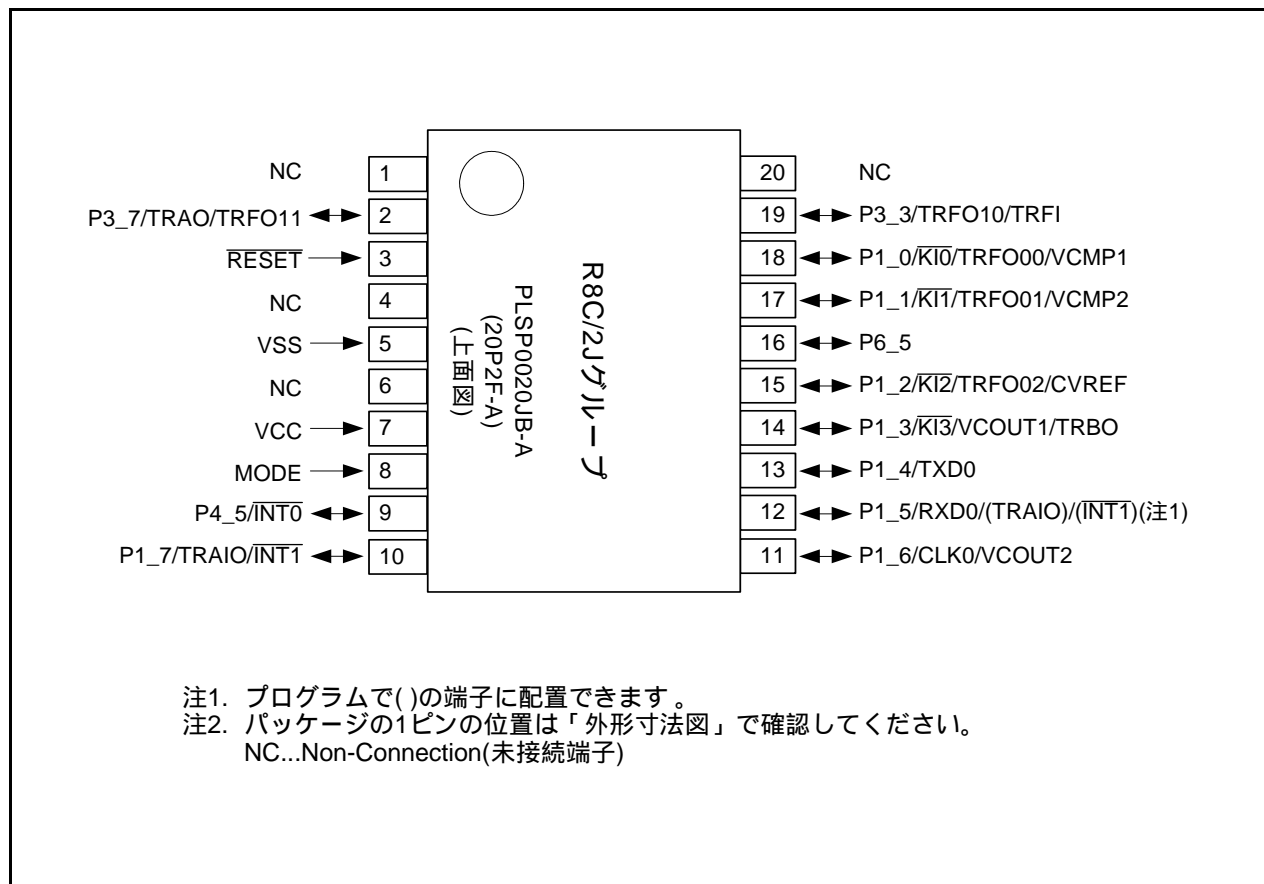 NC 1
P3_7/TRAO/TRFO11 2
RESET 3
NC 4
VSS 5
NC 6
VCC 7
MODE 8
P4_5/INT0 9
P1_7/TRAIO/INT1 10
R8C/2Jグループ
PLSP0020JB-A
(20P2F-A)
(上面図)
20 NC
19 P3_3/TRFO10/TRFI
18 P1_0/KI0/TRFO00/VCMP1
17 P1_1/KI1/TRFO01/VCMP2
16 P6_5
15 P1_2/KI2/TRFO02/CVREF
14 P1_3/KI3/VCOUT1/TRBO
13 P1_4/TXD0
12 P1_5/RXD0/(TRAIO)/(INT1)(注1)
11 P1_6/CLK0/VCOUT2
注1. プログラムで( )の端子に配置できます。
注2. パッケージの1ピンの位置は「外形寸法図」で確認してください。
NC...Non-Connection(未接続端子)